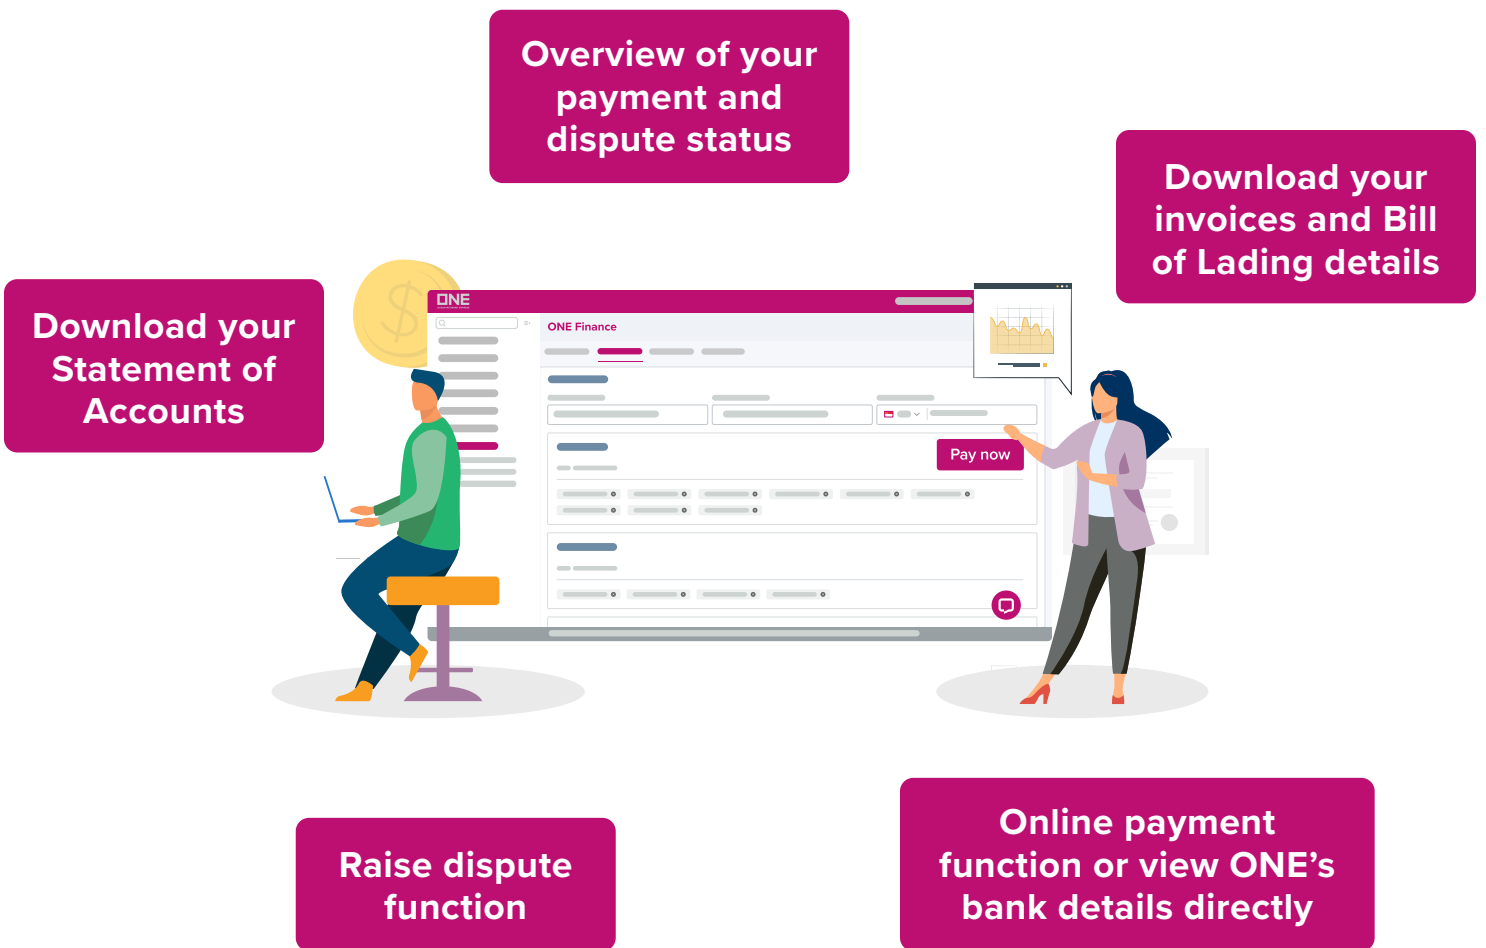 Overview of your
payment and
dispute status
Download your
invoices and Bill
of Lading details
Download your
Statement of
Accounts
ONE
ONE Finance
Pay now
Raise dispute
function
Online payment
function or view ONE’s
bank details directly